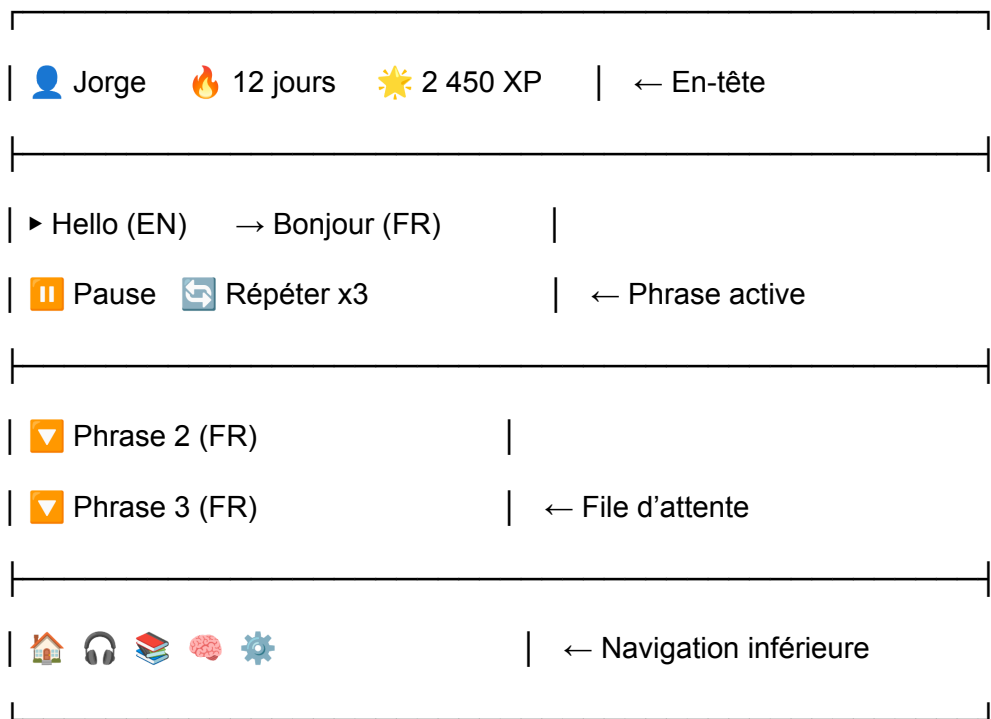 | 👤 Jorge 🔥 12 jours 🌟 2 450 XP | ← En-tête
| ▶ Hello (EN) → Bonjour (FR) |
| ⏸️ Pause 🔄 Répéter x3 | ← Phrase active
| 🔽 Phrase 2 (FR) |
| 🔽 Phrase 3 (FR) | ← File d’attente
| 🏠 🎧 📚 🧠 ⚙️ | ← Navigation inférieure